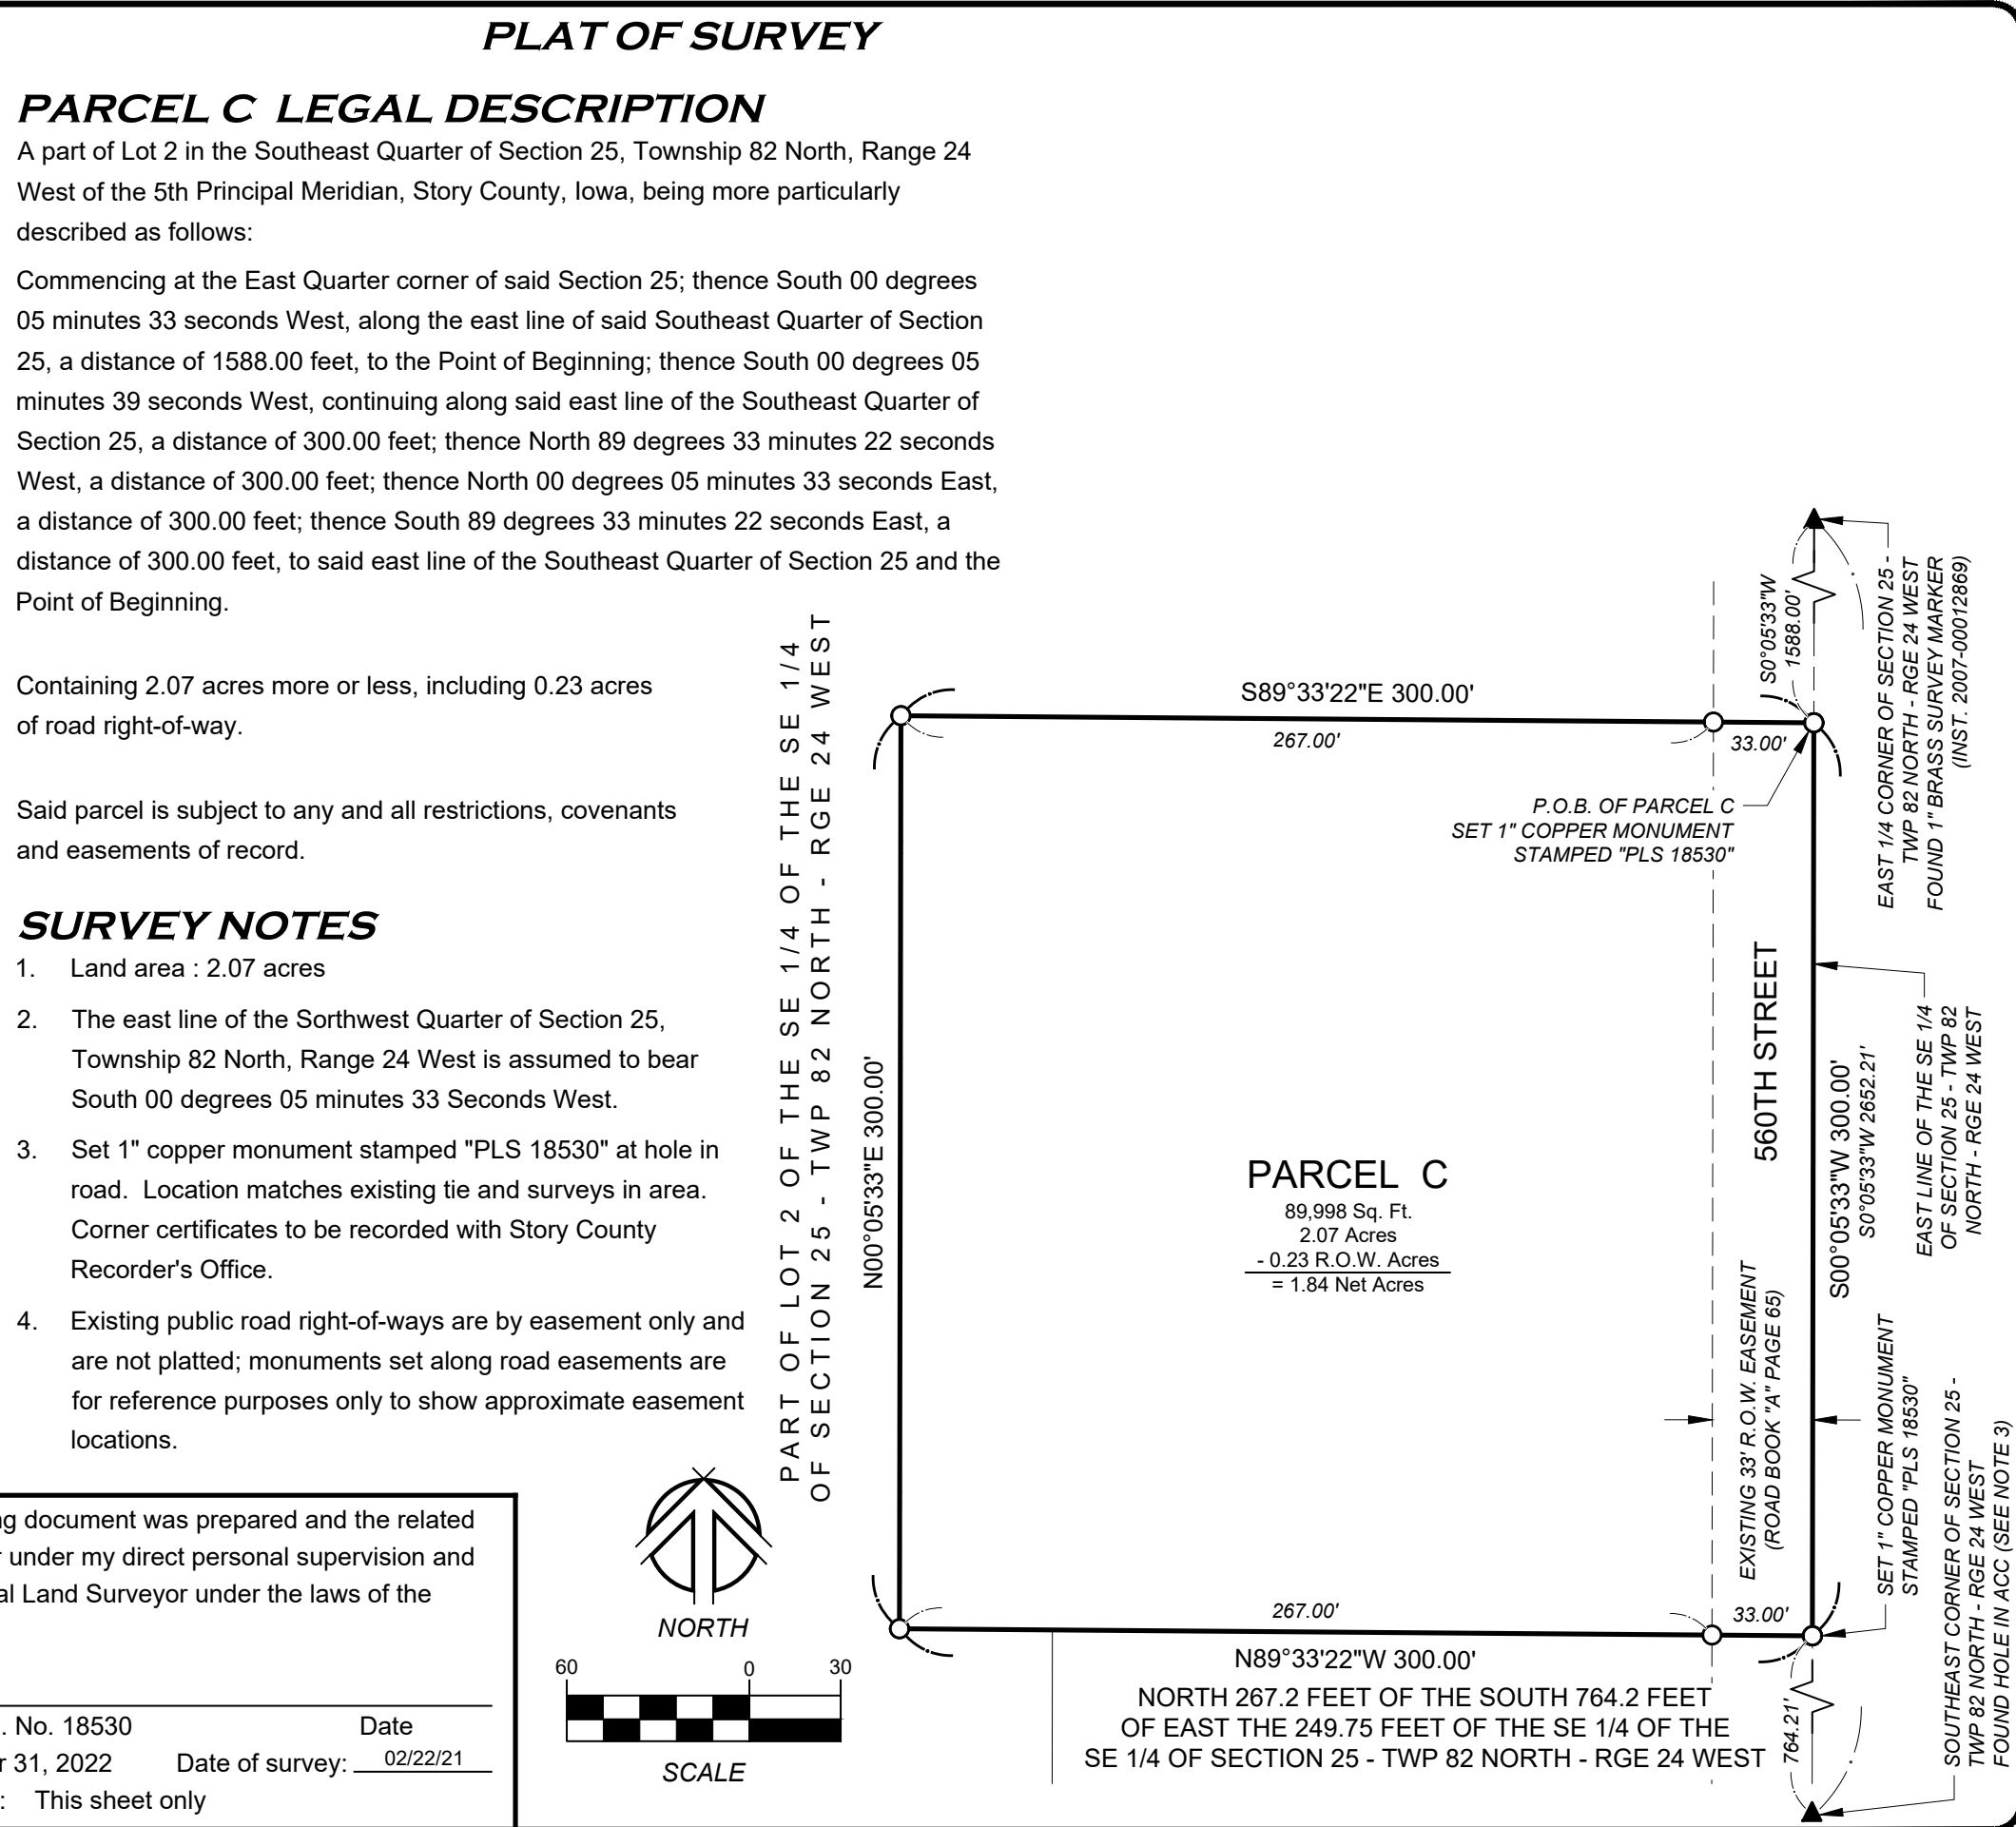 PLAT OF SURVEY
PARCEL C LEGAL DESCRIPTION
A part of Lot 2 in the Southeast Quarter of Section 25, Township 82 North, Range 24
West of the 5th Principal Meridian, Story County, Iowa, being more particularly
described as follows:
Commencing at the East Quarter corner of said Section 25; thence South 00 degrees
05 minutes 33 seconds West, along the east line of said Southeast Quarter of Section
25, a distance of 1588.00 feet, to the Point of Beginning; thence South 00 degrees 05
minutes 39 seconds West, continuing along said east line of the Southeast Quarter of
Section 25, a distance of 300.00 feet; thence North 89 degrees 33 minutes 22 seconds
West, a distance of 300.00 feet; thence North 00 degrees 05 minutes 33 seconds East,
a distance of 300.00 feet; thence South 89 degrees 33 minutes 22 seconds East, a
distance of 300.00 feet, to said east line of the Southeast Quarter of Section 25 and the
Point of Beginning.
Containing 2.07 acres more or less, including 0.23 acres
of road right-of-way.
Said parcel is subject to any and all restrictions, covenants
and easements of record.
SURVEY NOTES
1. Land area : 2.07 acres
2. The east line of the Sorthwest Quarter of Section 25,
Township 82 North, Range 24 West is assumed to bear
South 00 degrees 05 minutes 33 Seconds West.
3. Set 1" copper monument stamped "PLS 18530" at hole in
road. Location matches existing tie and surveys in area.
Corner certificates to be recorded with Story County
Recorder's Office.
4. Existing public road right-of-ways are by easement only and
are not platted; monuments set along road easements are
for reference purposes only to show approximate easement
locations.
ng document was prepared and the related
r under my direct personal supervision and
al Land Surveyor under the laws of the
. No. 18530 Date
r 31, 2022 Date of survey: 02/22/21
: This sheet only
NORTH
60 0 30
SCALE
PART OF LOT 2 OF THE SE 1/4 OF THE SE 1/4
OF SECTION 25 - TWP 82 NORTH - RGE 24 WEST
N00°05'33"E 300.00'
S89°33'22"E 300.00'
267.00'
33.00'
S0°05'33"W
1588.00'
EAST 1/4 CORNER OF SECTION 25 -
TWP 82 NORTH - RGE 24 WEST
FOUND 1" BRASS SURVEY MARKER
(INST. 2007-00012869)
P.O.B. OF PARCEL C
SET 1" COPPER MONUMENT
STAMPED "PLS 18530"
560TH STREET
PARCEL C
89,998 Sq. Ft.
2.07 Acres
- 0.23 R.O.W. Acres
= 1.84 Net Acres
S00°05'33"W 300.00'
S0°05'33"W 2652.21'
EAST LINE OF THE SE 1/4
OF SECTION 25 - TWP 82
NORTH - RGE 24 WEST
EXISTING 33' R.O.W. EASEMENT
(ROAD BOOK "A" PAGE 65)
SET 1" COPPER MONUMENT
STAMPED "PLS 18530"
267.00'
33.00'
N89°33'22"W 300.00'
NORTH 267.2 FEET OF THE SOUTH 764.2 FEET
OF EAST THE 249.75 FEET OF THE SE 1/4 OF THE
SE 1/4 OF SECTION 25 - TWP 82 NORTH - RGE 24 WEST
764.21'
SOUTHEAST CORNER OF SECTION 25 -
TWP 82 NORTH - RGE 24 WEST
FOUND HOLE IN ACC (SEE NOTE 3)